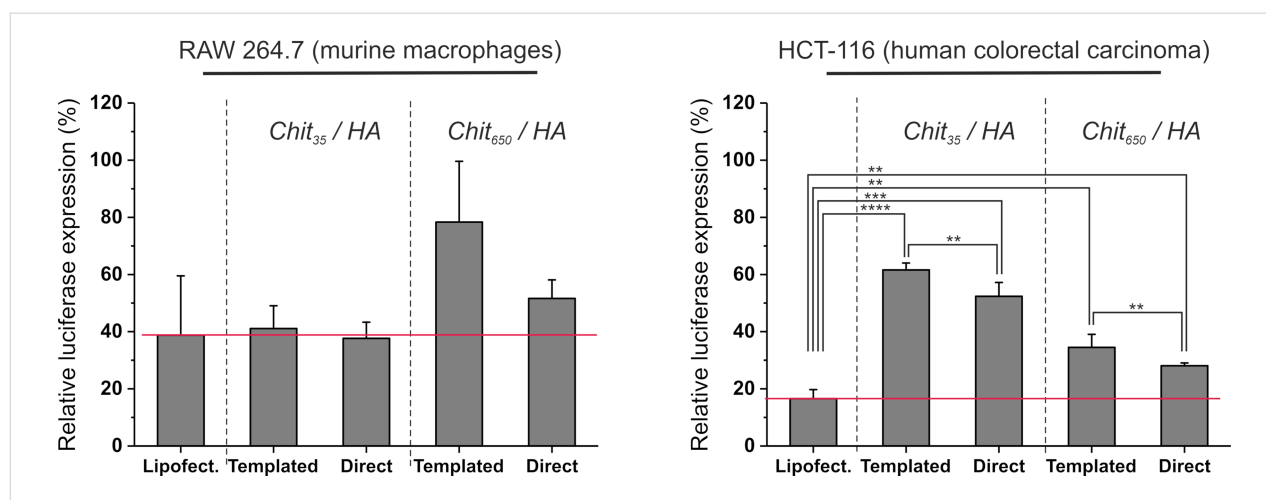 RAW 264.7 (murine macrophages)
Relative luciferase expression (%)
120
100
80
60
40
20
0
Chit35 / HA
Chit650 / HA
Lipofect.
Templated
Direct
Templated
Direct
HCT-116 (human colorectal carcinoma)
Relative luciferase expression (%)
120
100
80
60
40
20
0
Chit35 / HA
Chit650 / HA
**
**
***
****
**
**
Lipofect.
Templated
Direct
Templated
Direct